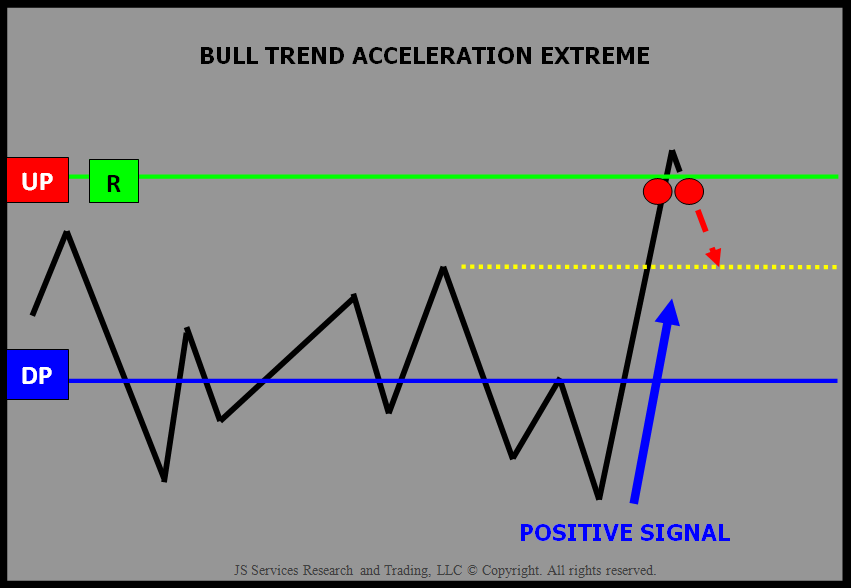 BULL TREND ACCELERATION EXTREME
UP
R
DP
POSITIVE SIGNAL
JS Services Research and Trading, LLC © Copyright. All rights reserved.